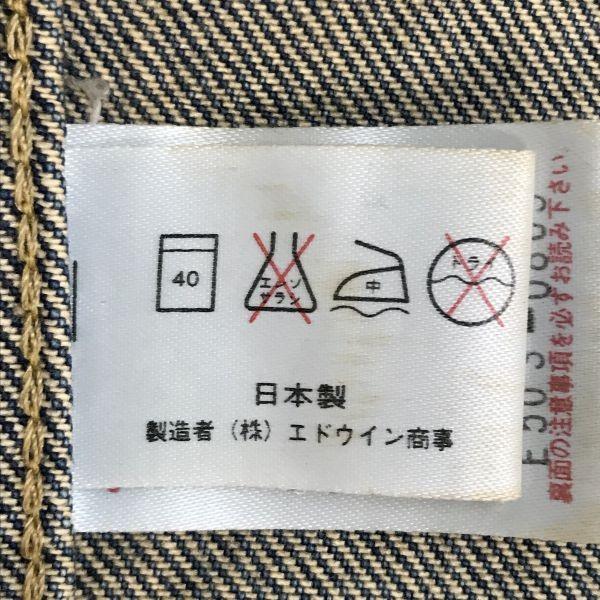 40
エンソ
サラシ
中
ドライ
日本製
製造者（株）エドウイン商事
裏面の注意事項を必ずお読み下さい